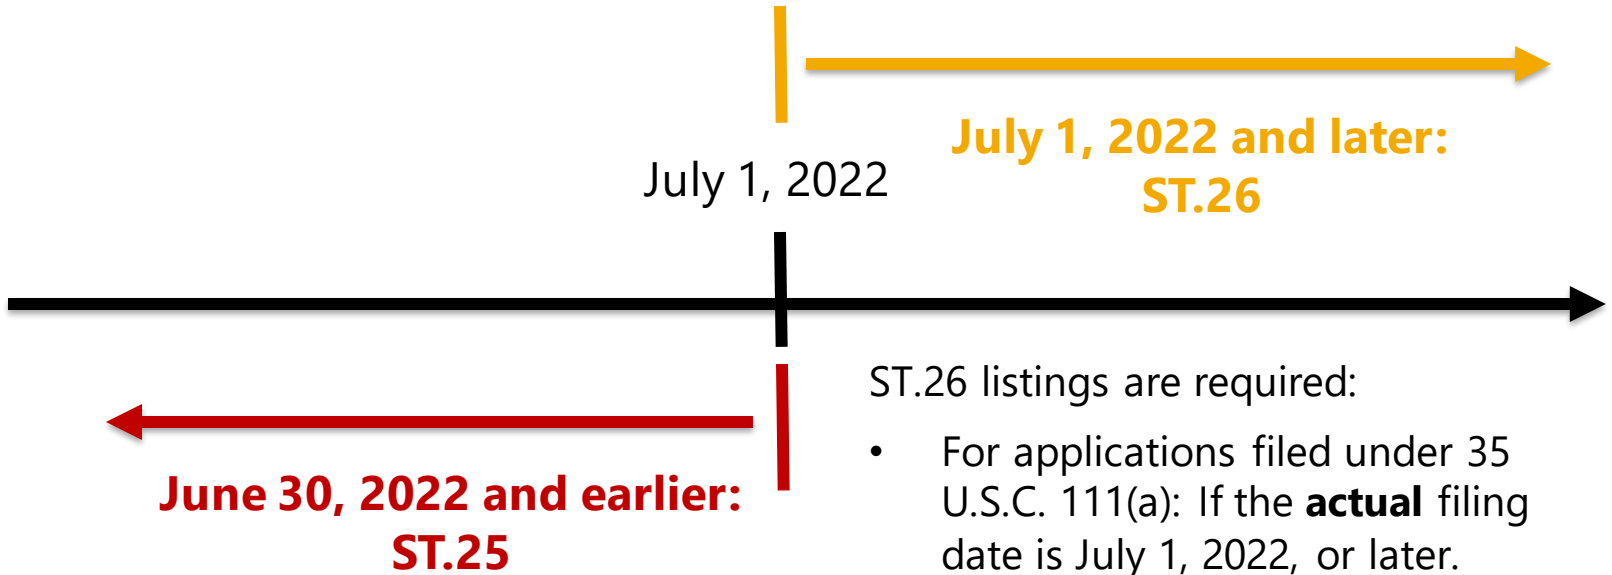 July 1, 2022 and later:
ST.26
July 1, 2022
June 30, 2022 and earlier:
ST.25
ST.26 listings are required:
• For applications filed under 35
U.S.C. 111(a): If the actual filing
date is July 1, 2022, or later.